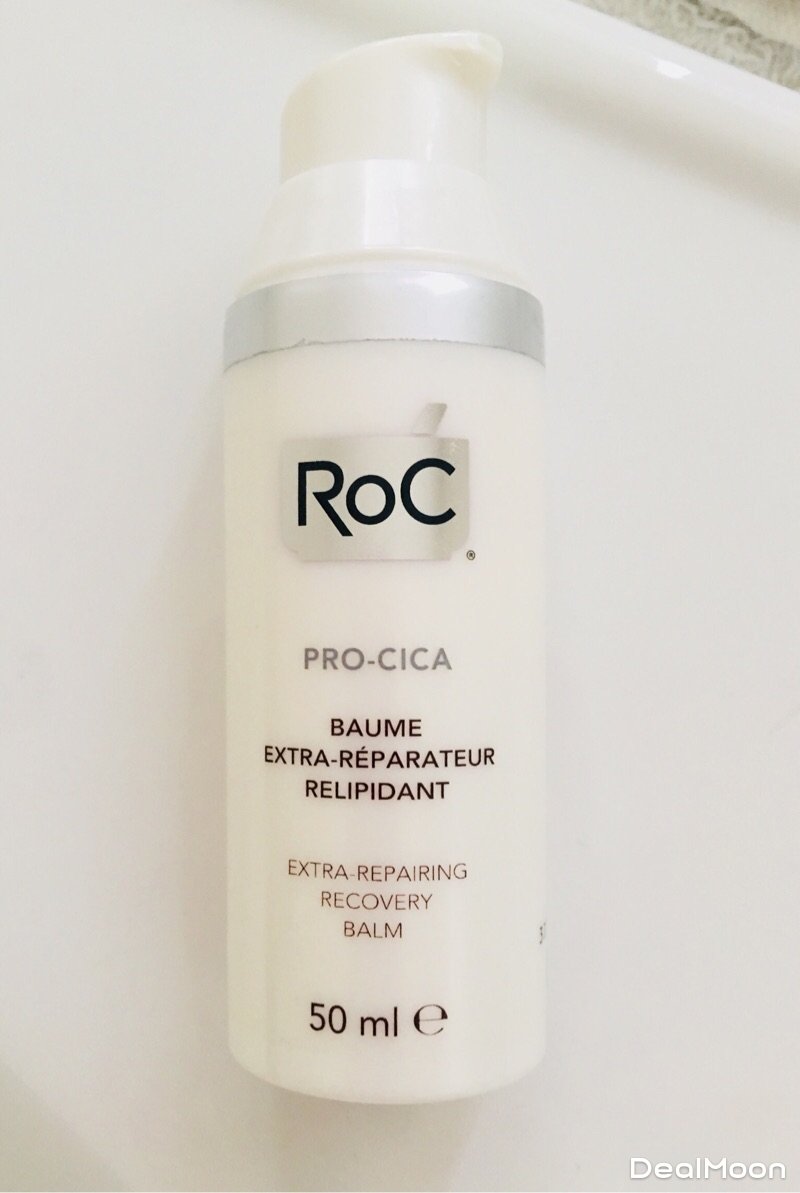 RoC
®
PRO-CICA
BAUME
EXTRA-RÉPARATEUR
RELIPIDANT
EXTRA-REPAIRING
RECOVERY
BALM
50 ml ℮
DealMoon